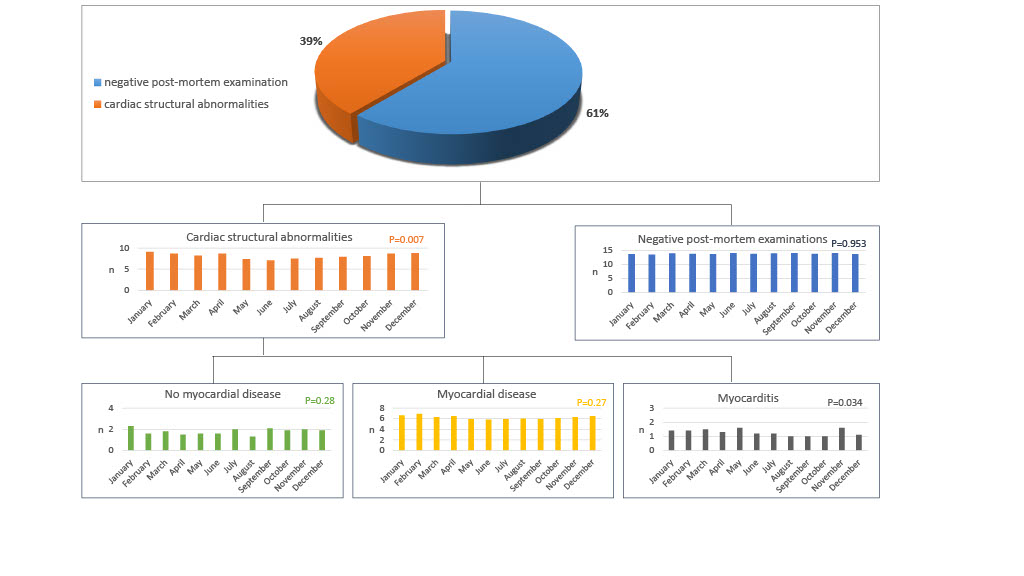 39%
negative post-mortem examination
cardiac structural abnormalities
61%
Cardiac structural abnormalities
P=0.007
10
5
0
n
January
February
March
April
May
June
July
August
September
October
November
December
Negative post-mortem examinations
P=0.953
15
10
5
0
n
January
February
March
April
May
June
July
August
September
October
November
December
No myocardial disease
P=0.28
4
2
0
n
January
February
March
April
May
June
July
August
September
October
November
December
Myocardial disease
P=0.27
8
6
4
2
0
n
January
February
March
April
May
June
July
August
September
October
November
December
Myocarditis
P=0.034
3
2
1
0
n
January
February
March
April
May
June
July
August
September
October
November
December